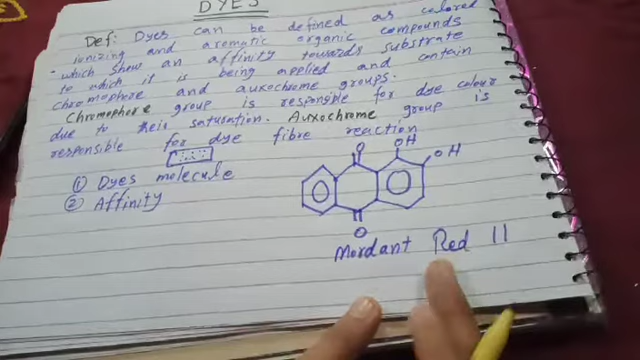 DYES
Def: Dyes can be defined as colored
ionizing and aromatic organic compounds
which show an affinity towards substrate
to which it is being applied and contain
chromophore and auxochrome groups.
Chromophore group is responsible for dye colour
due to their saturation. Auxochrome group is
responsible for dye fibre reaction
① Dyes molecule
② Affinity
O
OH
OH
O
Mordant Red 11